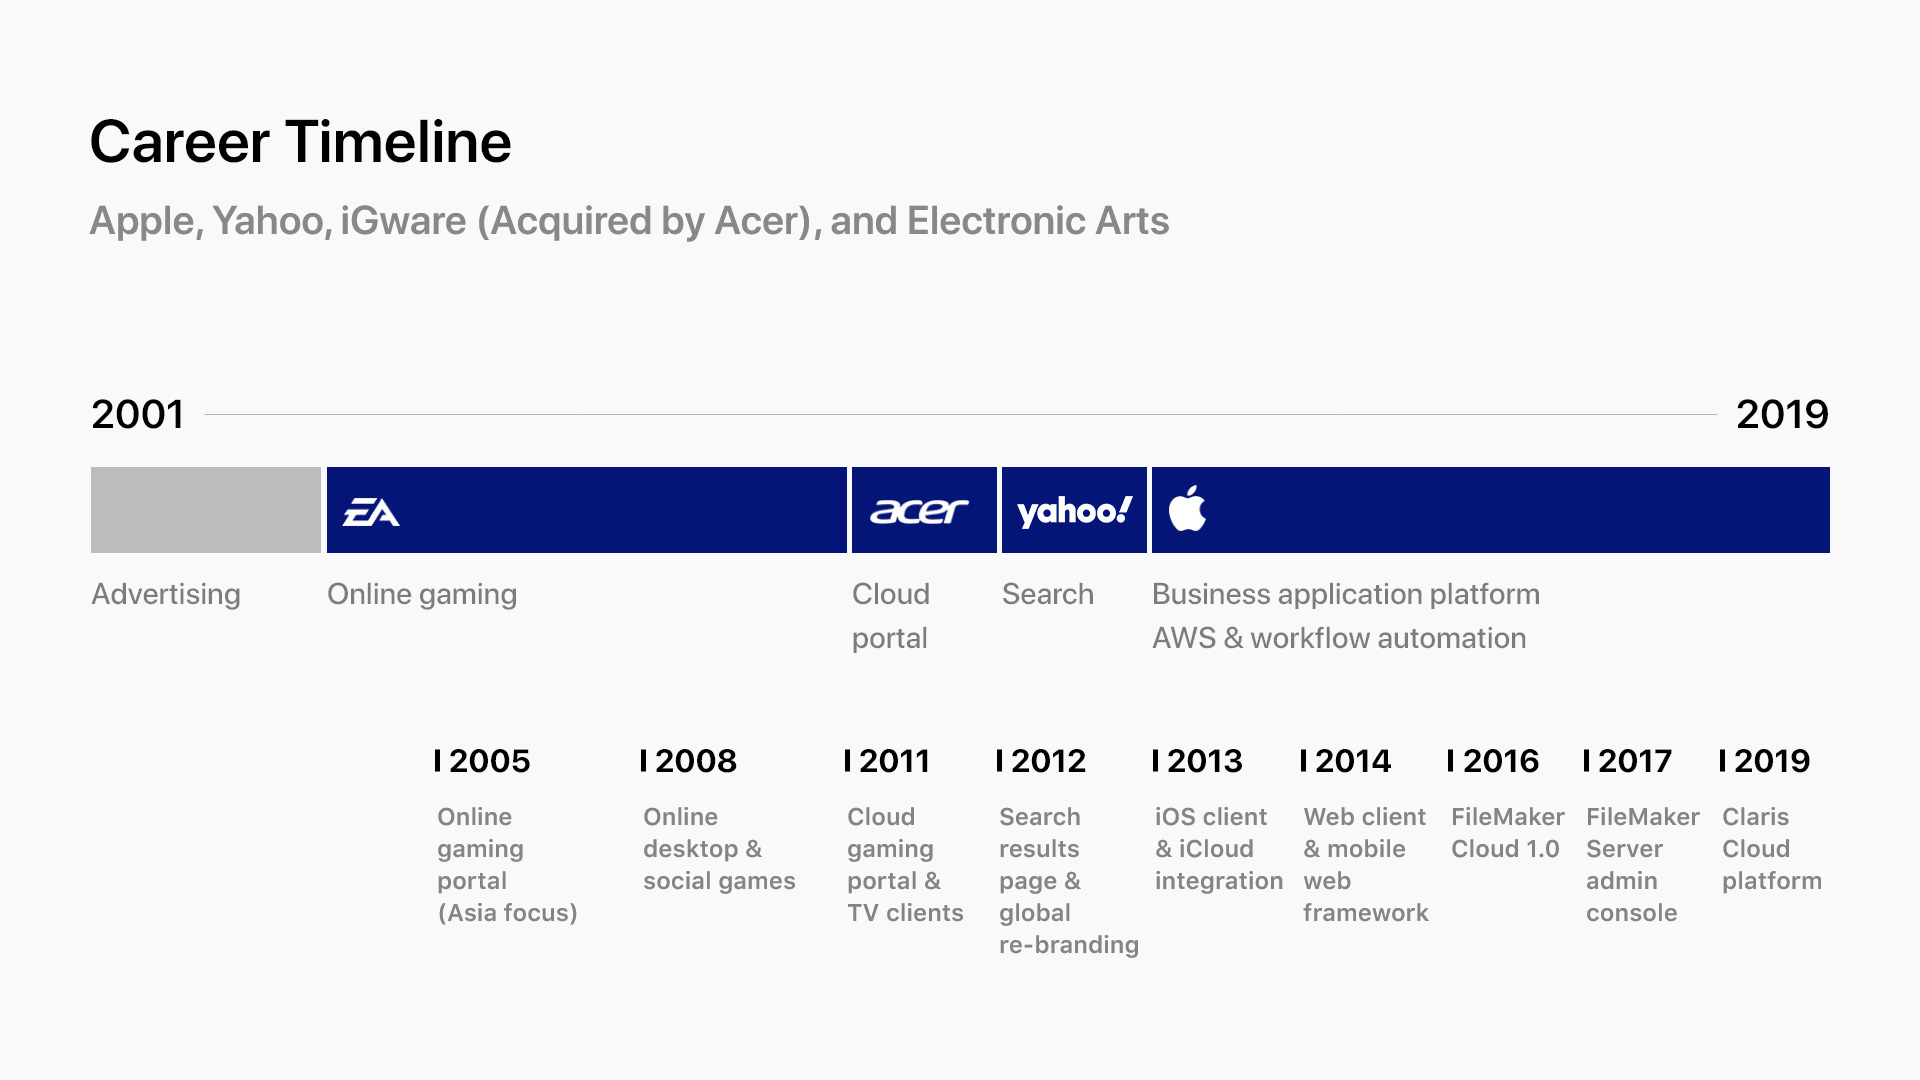 Career Timeline
Apple, Yahoo, iGware (Acquired by Acer), and Electronic Arts
2001
2019
EA
acer
yahoo!
Advertising
Online gaming
Cloud
portal
Search
Business application platform
AWS & workflow automation
2005
Online
gaming
portal
(Asia focus)
2008
Online
desktop &
social games
2011
Cloud
gaming
portal &
TV clients
2012
Search
results
page &
global
re-branding
2013
iOS client
& iCloud
integration
2014
Web client
& mobile
web
framework
2016
FileMaker
Cloud 1.0
2017
FileMaker
Server
admin
console
2019
Claris
Cloud
platform